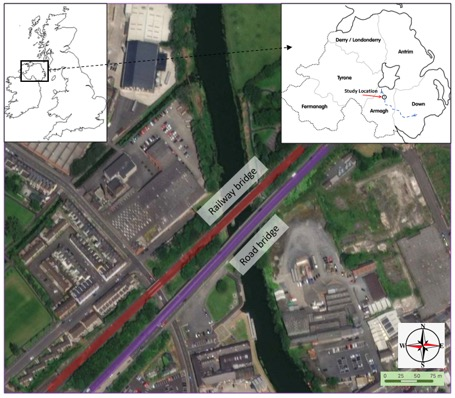 Derry / Londonderry
Antrim
Tyrone
Study Location
Fermanagh
Armagh
Down
Railway bridge
Road bridge
N
W
E
S
0 25 50 75 m